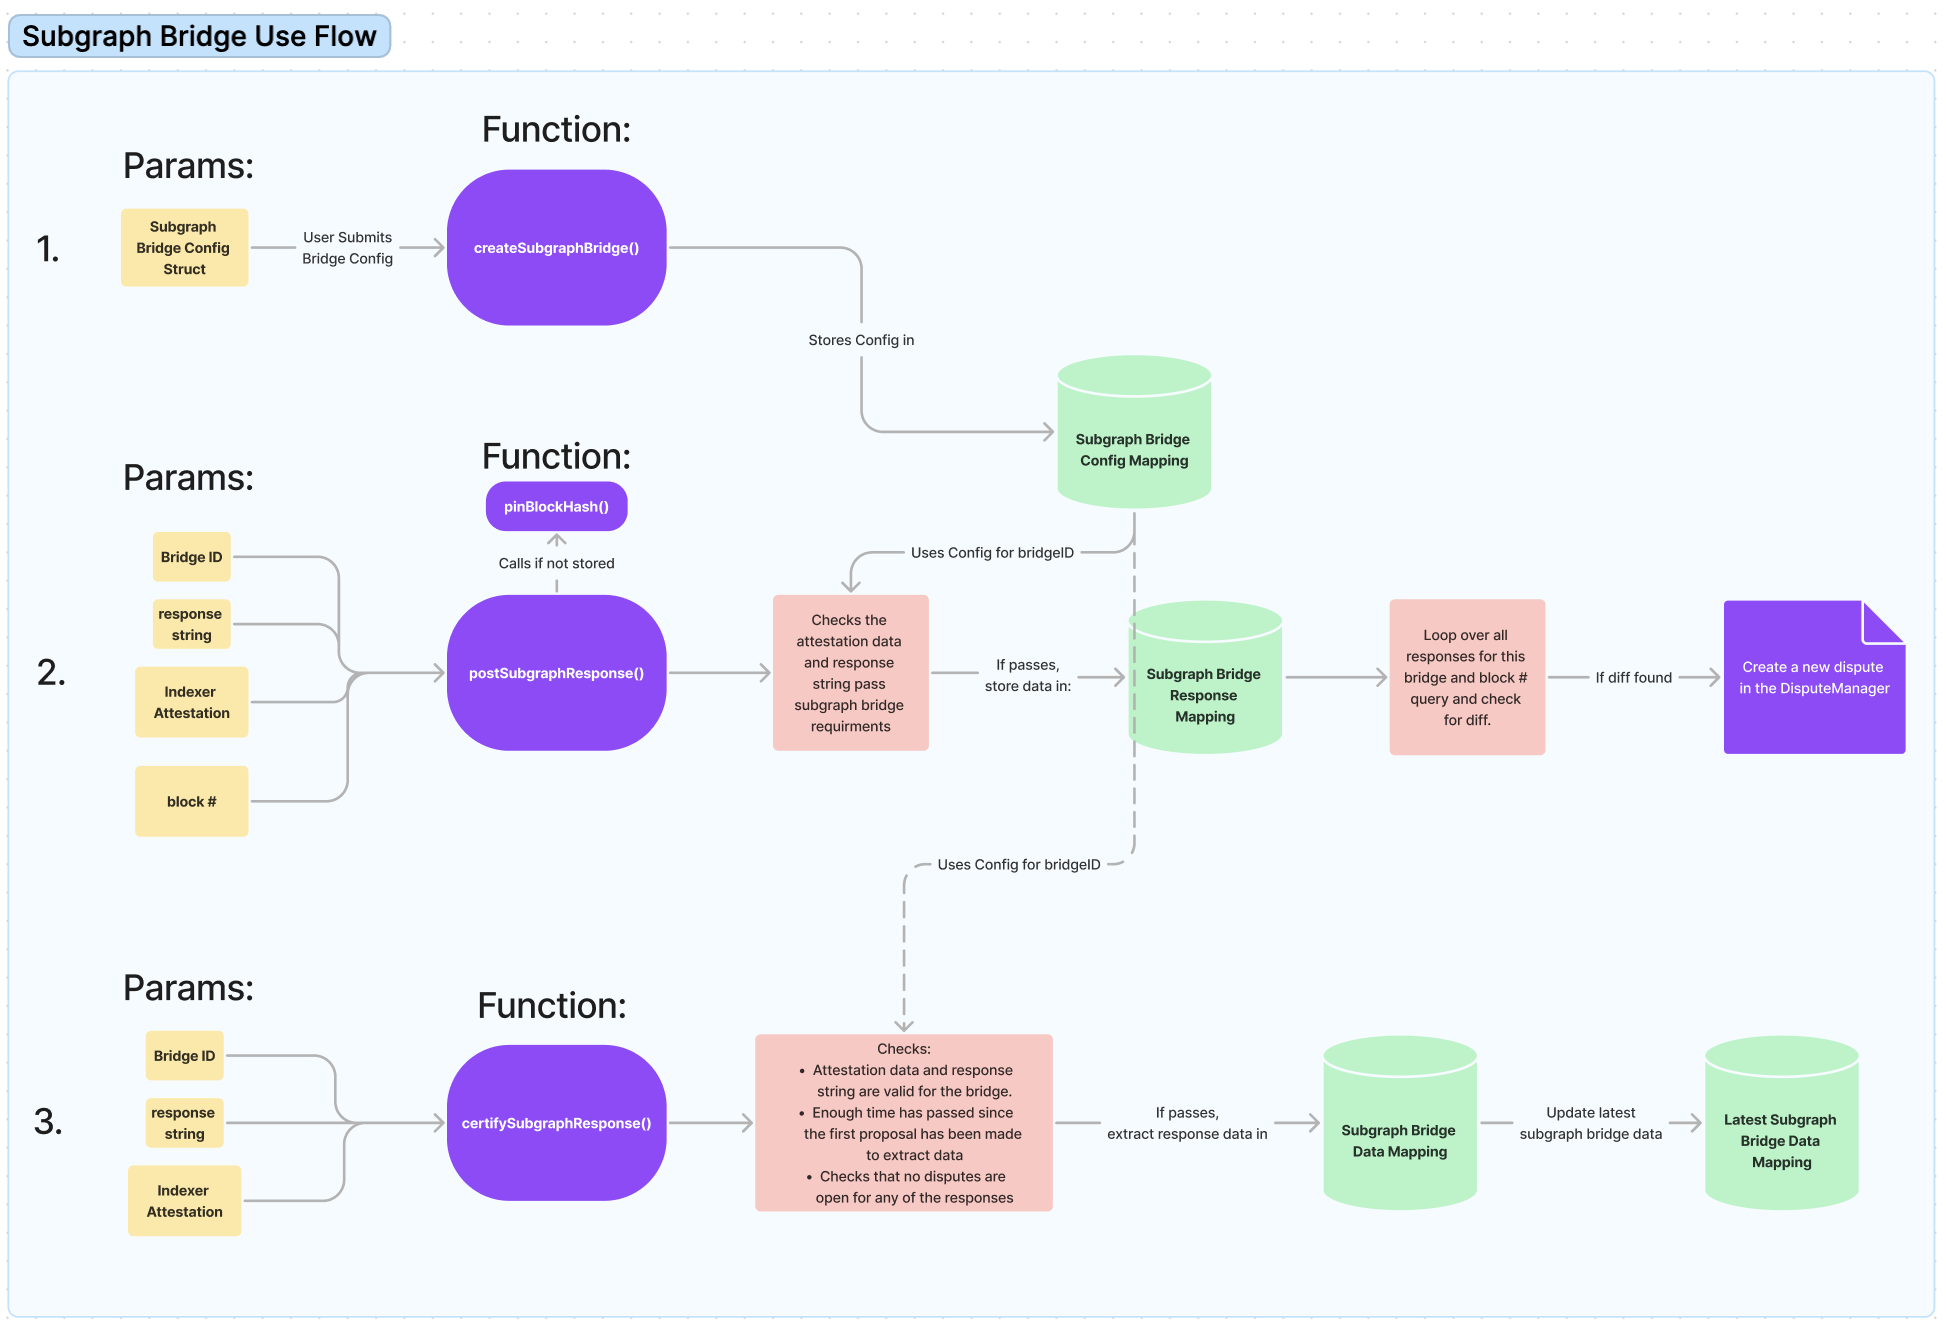 Subgraph Bridge Use Flow
Function:
Params:
1.
Subgraph
Bridge Config
Struct
User Submits
Bridge Config
createSubgraphBridge()
Stores Config in
Subgraph Bridge
Config Mapping
Function:
Params:
pinBlockHash()
Calls if not stored
Uses Config for bridgeID
2.
Bridge ID
response
string
Indexer
Attestation
block #
postSubgraphResponse()
Checks the
attestation data
and response
string pass
subgraph bridge
requirments
If passes,
store data in:
Subgraph Bridge
Response
Mapping
Loop over all
responses for this
bridge and block #
query and check
for diff.
If diff found
Create a new dispute
in the DisputeManager
Uses Config for bridgeID
Params:
Function:
3.
Bridge ID
response
string
Indexer
Attestation
certifySubgraphResponse()
Checks:
• Attestation data and response
string are valid for the bridge.
• Enough time has passed since
the first proposal has been made
to extract data
• Checks that no disputes are
open for any of the responses
If passes,
extract response data in
Subgraph Bridge
Data Mapping
Update latest
subgraph bridge data
Latest Subgraph
Bridge Data
Mapping